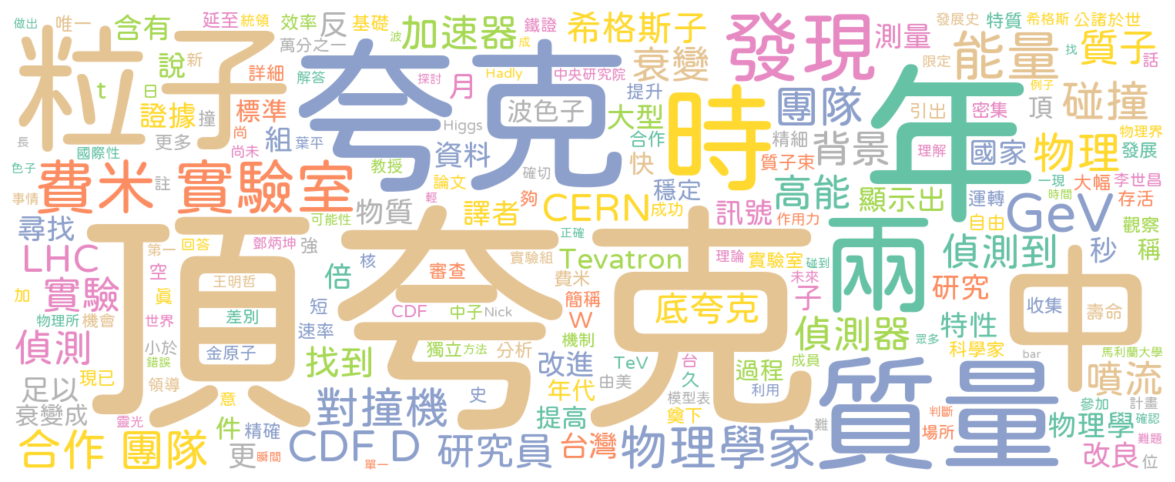 做出 唯一 含有 延至 效率 基礎 波 鐵證 希格斯子 發現 發展史 特質 希格斯 公諸於世
粒子 萬分之一 反 加速器 成 測量 新 找 質子 話
說 詳細 解答 探討 Hadly 中央研究院 衰變 限定 能量 例子
t 日 夸克 月 提升 時 團隊 年 引出 密集 頂 碰撞
證據 撞 標準 波色子 大型 精細
長 更多 尚 組 葉平 Higgs 合作 背景 理解 國家 物理 物理界 發展
國際性 尚未 資料 快 質子束
色子 費米 實驗室 教授 確切 高能 一現 大幅 李世昌
事情 註 論文 穩定 顯示出 運轉 時間 存活
尋找 可能性 物質 譯者 輕 夠 CERN 成功 訊號 作用力 兩 自由 GeV 觀察
頂夸克 第一 回答 鄧炳坤 強 正確 偵測到 中 秒 稱
LHC 空 核 倍 審查 實驗組 費米 Tevatron 實驗室 理論 碰到 未來
加 實驗 眞 王明哲 簡稱 子 研究
物理所 機會 世界 差別 短 CDF 中子 Nick W 底夸克 收集 壽命
偵測 小於 錯誤 金原子 速率 獨立 方法 機制 偵測器 特性 眾多
足以 現已 領導 找到 分析 改進 TeV 台 過程 成員 科學家 bar 馬利蘭大學
衰變成 意 史 年代 由美 久 利用 質量 噴流
靈光 件 對撞機 提高 模型表 奠下 難 判斷 參加 計畫
合作 團隊 更 精確 瞬間 CDF D 研究員 台灣 物理學家 場所 物理學 確認 難題
單一 改良 位